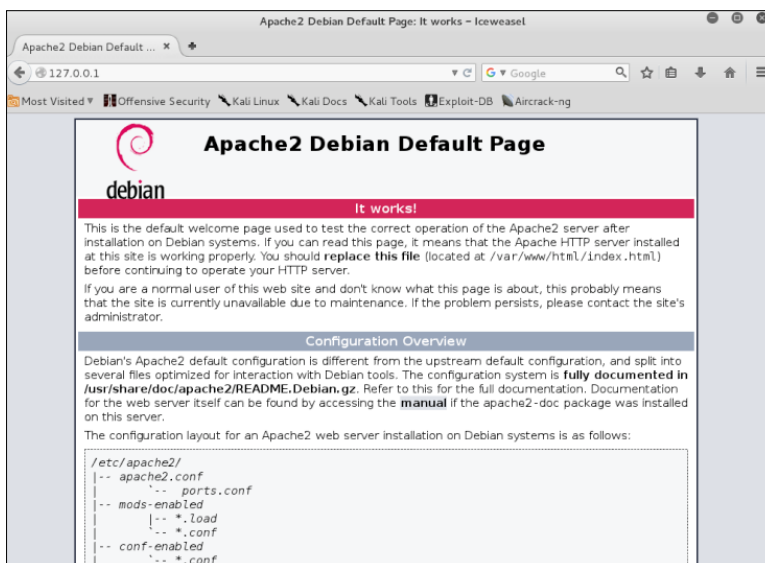 Apache2 Debian Default Page: It works – Iceweasel
Apache2 Debian Default ...
127.0.0.1
Google
Most Visited Offensive Security Kali Linux Kali Docs Kali Tools Exploit-DB Aircrack-ng
debian
Apache2 Debian Default Page
It works!
This is the default welcome page used to test the correct operation of the Apache2 server after
installation on Debian systems. If you can read this page, it means that the Apache HTTP server installed
at this site is working properly. You should replace this file (located at /var/www/html/index.html)
before continuing to operate your HTTP server.
If you are a normal user of this web site and don't know what this page is about, this probably means
that the site is currently unavailable due to maintenance. If the problem persists, please contact the site's
administrator.
Configuration Overview
Debian's Apache2 default configuration is different from the upstream default configuration, and split into
several files optimized for interaction with Debian tools. The configuration system is fully documented in
/usr/share/doc/apache2/README.Debian.gz. Refer to this for the full documentation. Documentation
for the web server itself can be found by accessing the manual if the apache2-doc package was installed
on this server.
The configuration layout for an Apache2 web server installation on Debian systems is as follows:
/etc/apache2/
|-- apache2.conf
|       `--  ports.conf
|-- mods-enabled
|       |-- *.load
|       `-- *.conf
|-- conf-enabled
|       `-- *.conf